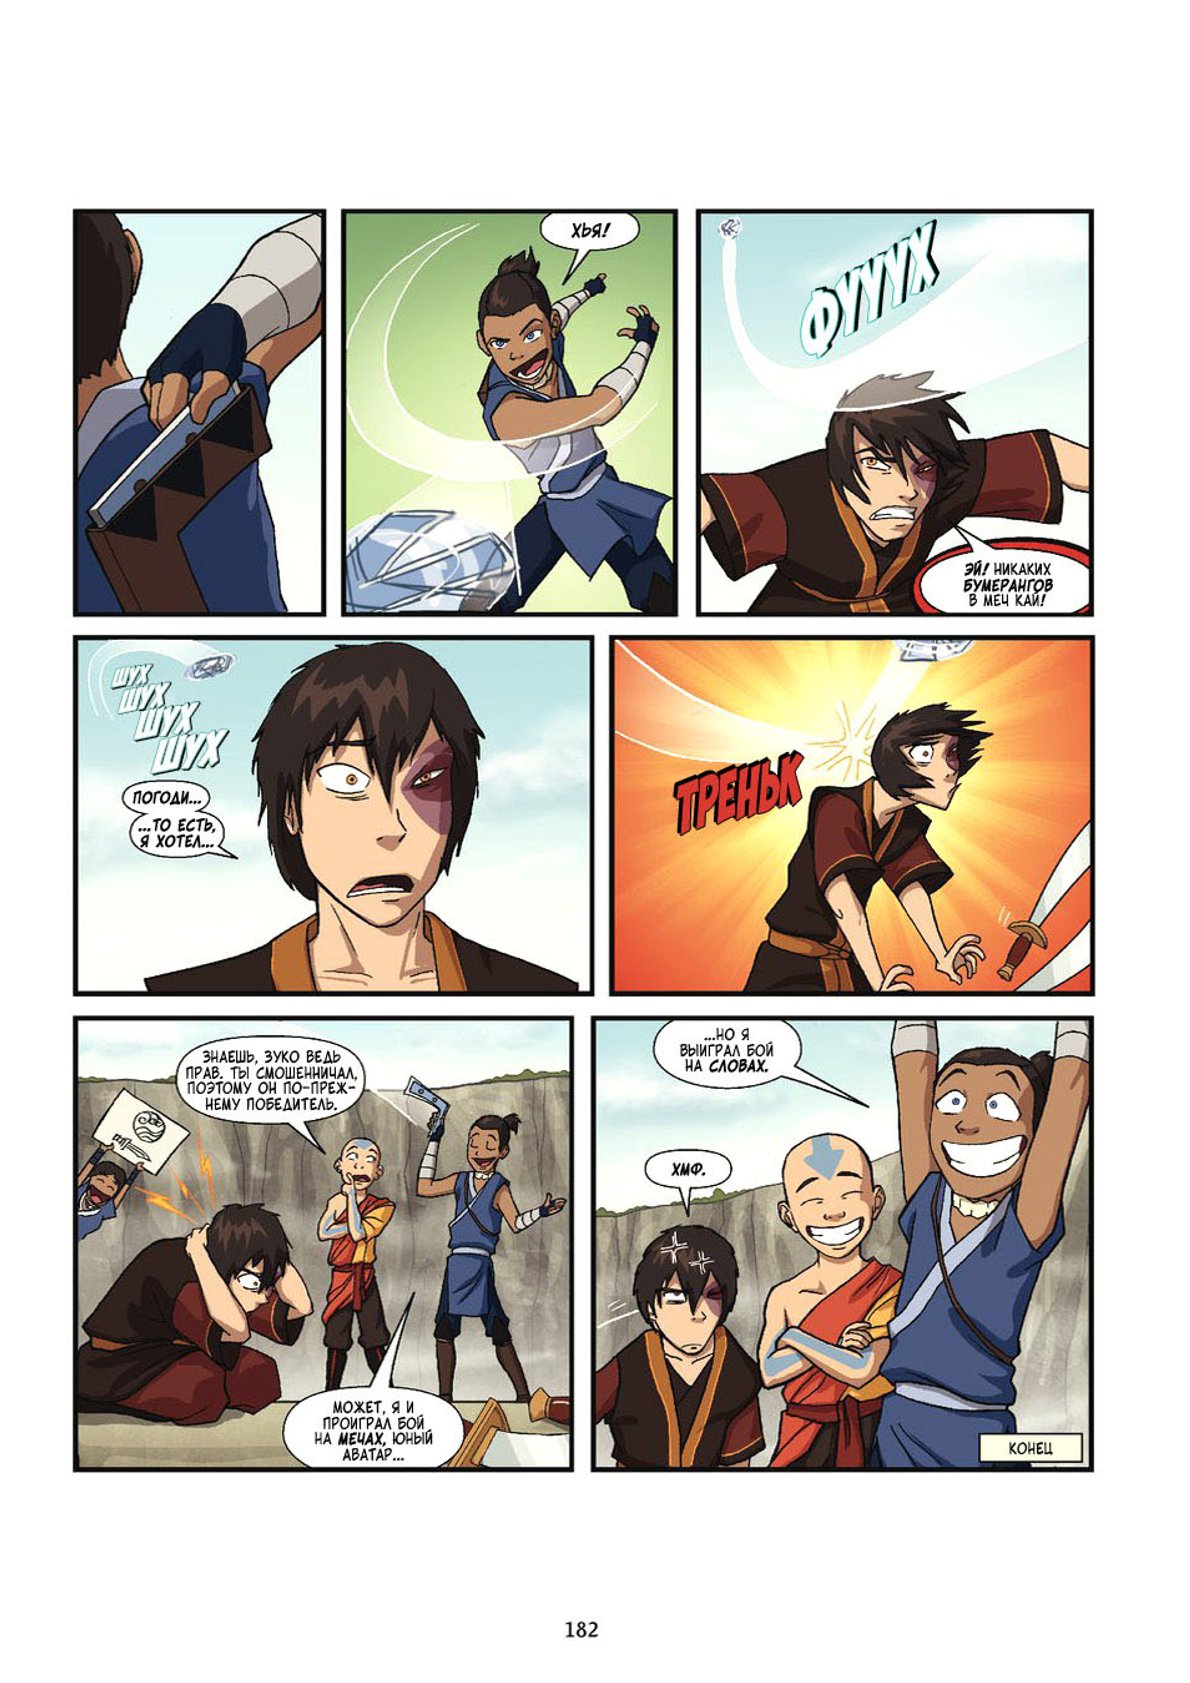 ХЬЯ!
ФУУУХ
ЭЙ! НИКАКИХ
БУМЕРАНГОВ
В МЕЧ КАЙ!
ШУХ
ШУХ
ШУХ
ШУХ
ПОГОДИ...
...ТО ЕСТЬ,
Я ХОТЕЛ...
ТРЕНЬК
ЗНАЕШЬ, ЗУКО ВЕДЬ
ПРАВ. ТЫ СМОШЕННИЧАЛ,
ПОЭТОМУ ОН ПО-ПРЕЖ-
НЕМУ ПОБЕДИТЕЛЬ.
МОЖЕТ, Я И
ПРОИГРАЛ БОЙ
НА МЕЧАХ, ЮНЫЙ
АВАТАР...
...НО Я
ВЫИГРАЛ БОЙ
НА СЛОВАХ.
ХМФ.
КОНЕЦ
182